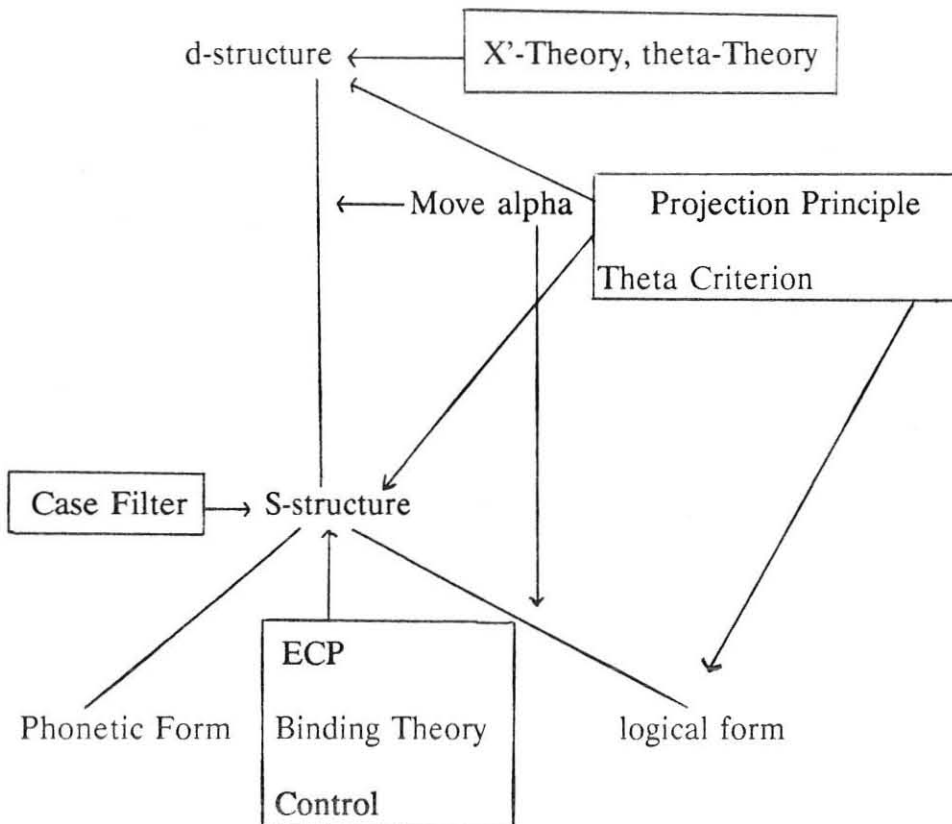 d-structure
X'-Theory, theta-Theory
Move alpha
Projection Principle
Theta Criterion
Case Filter
S-structure
ECP
Phonetic Form
Binding Theory
logical form
Control